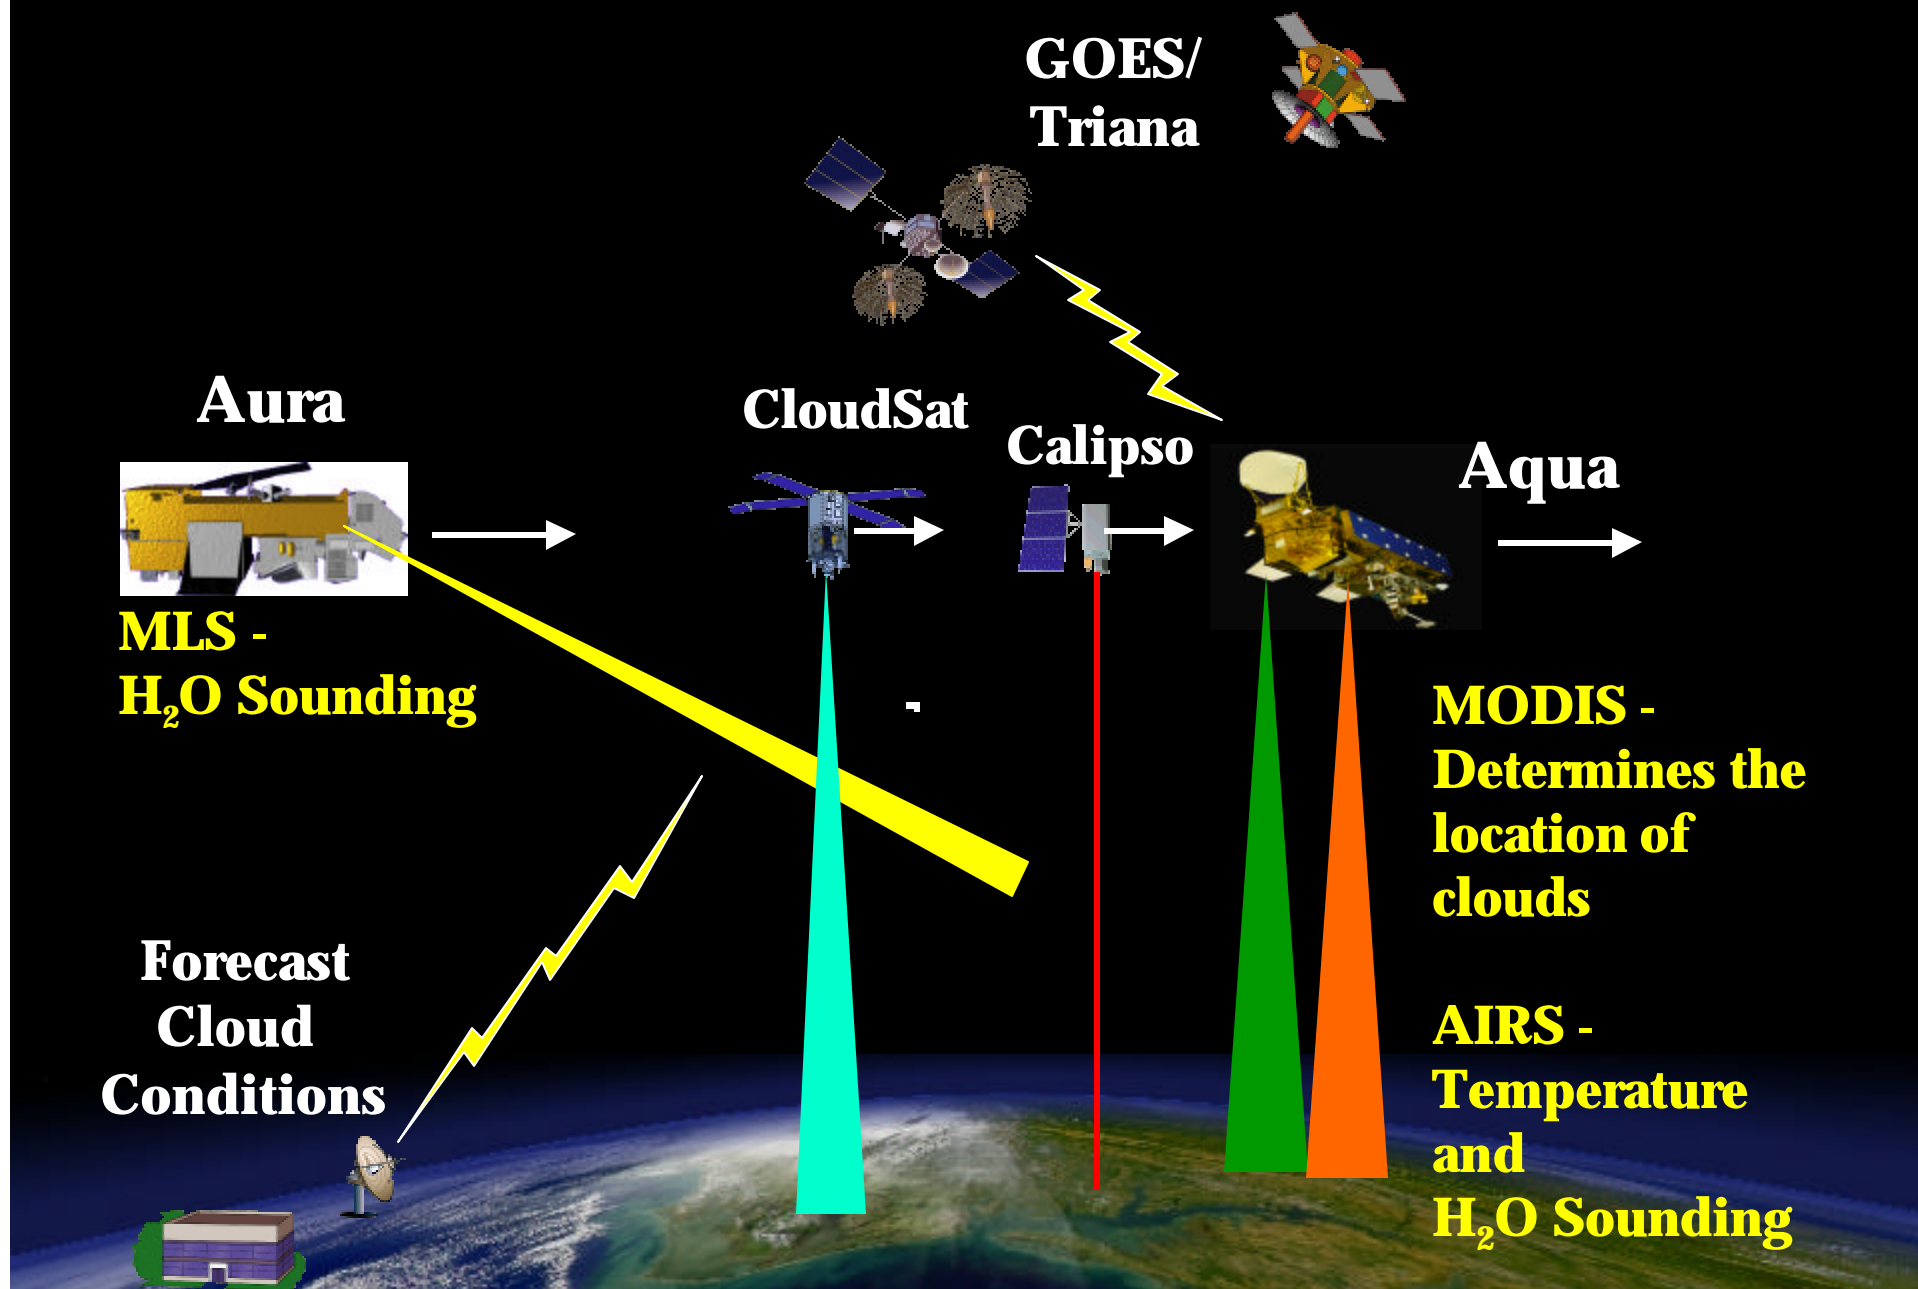 GOES/
Triana
Aura
CloudSat
Calipso
Aqua
MLS -
H₂O Sounding
-
MODIS -
Determines the
location of
clouds
Forecast
Cloud
Conditions
AIRS -
Temperature
and
H₂O Sounding